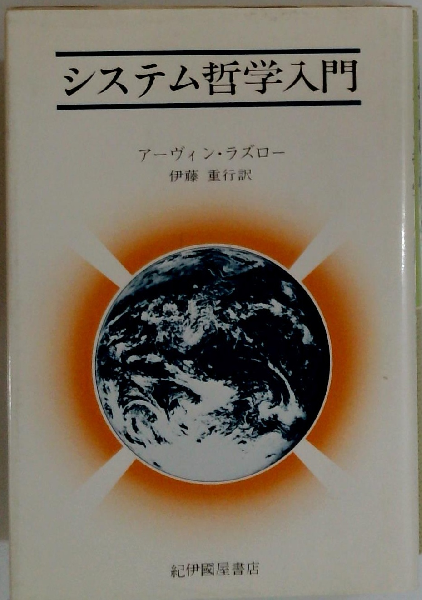 システム哲学入門
アーヴィン・ラズロー
伊藤 重行訳
紀伊國屋書店